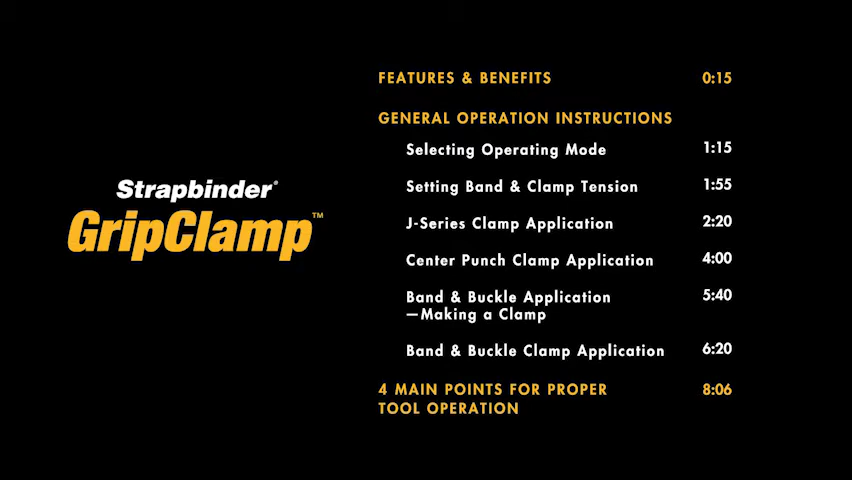 Strapbinder®
GripClamp™
FEATURES & BENEFITS 0:15
GENERAL OPERATION INSTRUCTIONS
Selecting Operating Mode 1:15
Setting Band & Clamp Tension 1:55
J-Series Clamp Application 2:20
Center Punch Clamp Application 4:00
Band & Buckle Application 5:40
—Making a Clamp
Band & Buckle Clamp Application 6:20
4 MAIN POINTS FOR PROPER 8:06
TOOL OPERATION